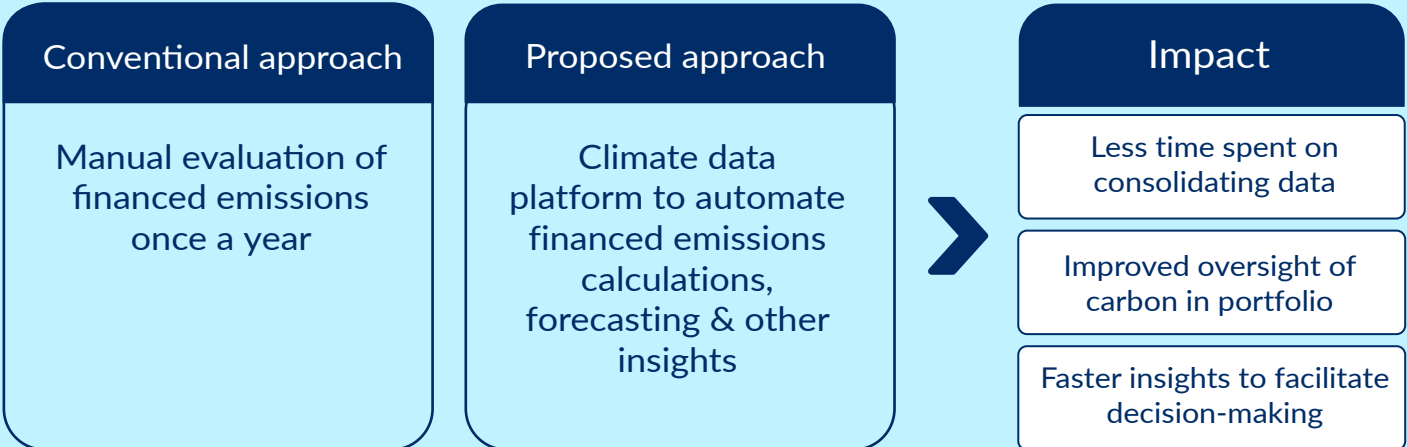 Conventional approach
Manual evaluation of
financed emissions
once a year
Proposed approach
Climate data
platform to automate
financed emissions
calculations,
forecasting & other
insights
Impact
Less time spent on
consolidating data
Improved oversight of
carbon in portfolio
Faster insights to facilitate
decision-making